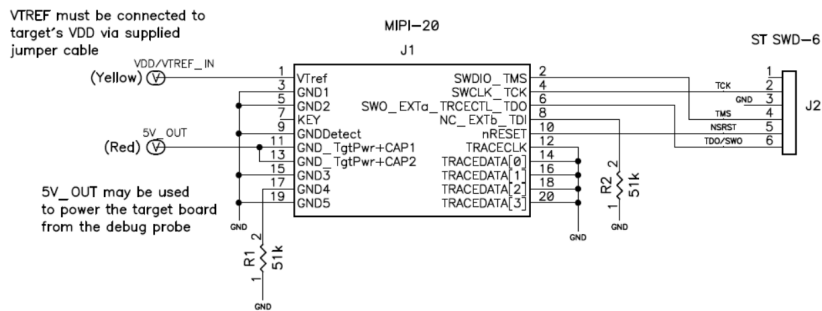 VTREF must be connected to
target's VDD via supplied
jumper cable
MIPI-20
J1
ST SWD-6
J2
VDD/VTREF_IN
(Yellow) V
5V_OUT
(Red) V
5V_OUT may be used
to power the target board
from the debug probe
1 VTref SWDIO_TMS 2
3 GND1 SWCLK_TCK 4
5 GND2 SWO_EXTa_TRCECTL_TDO 6
7 KEY NC_EXTb_TDI 8
9 GNDDetect nRESET 10
11 GND_TgtPwr+CAP1 TRACECLK 12
13 GND_TgtPwr+CAP2 TRACEDATA[0] 14
15 GND3 TRACEDATA[1] 16
17 GND4 TRACEDATA[2] 18
19 GND5 TRACEDATA[3] 20
1
TCK 2
GND 3
TMS 4
NSRST 5
TDO/SWO 6
GND
2
R1 51k
1
GND
GND
2
R2 51k
1
GND